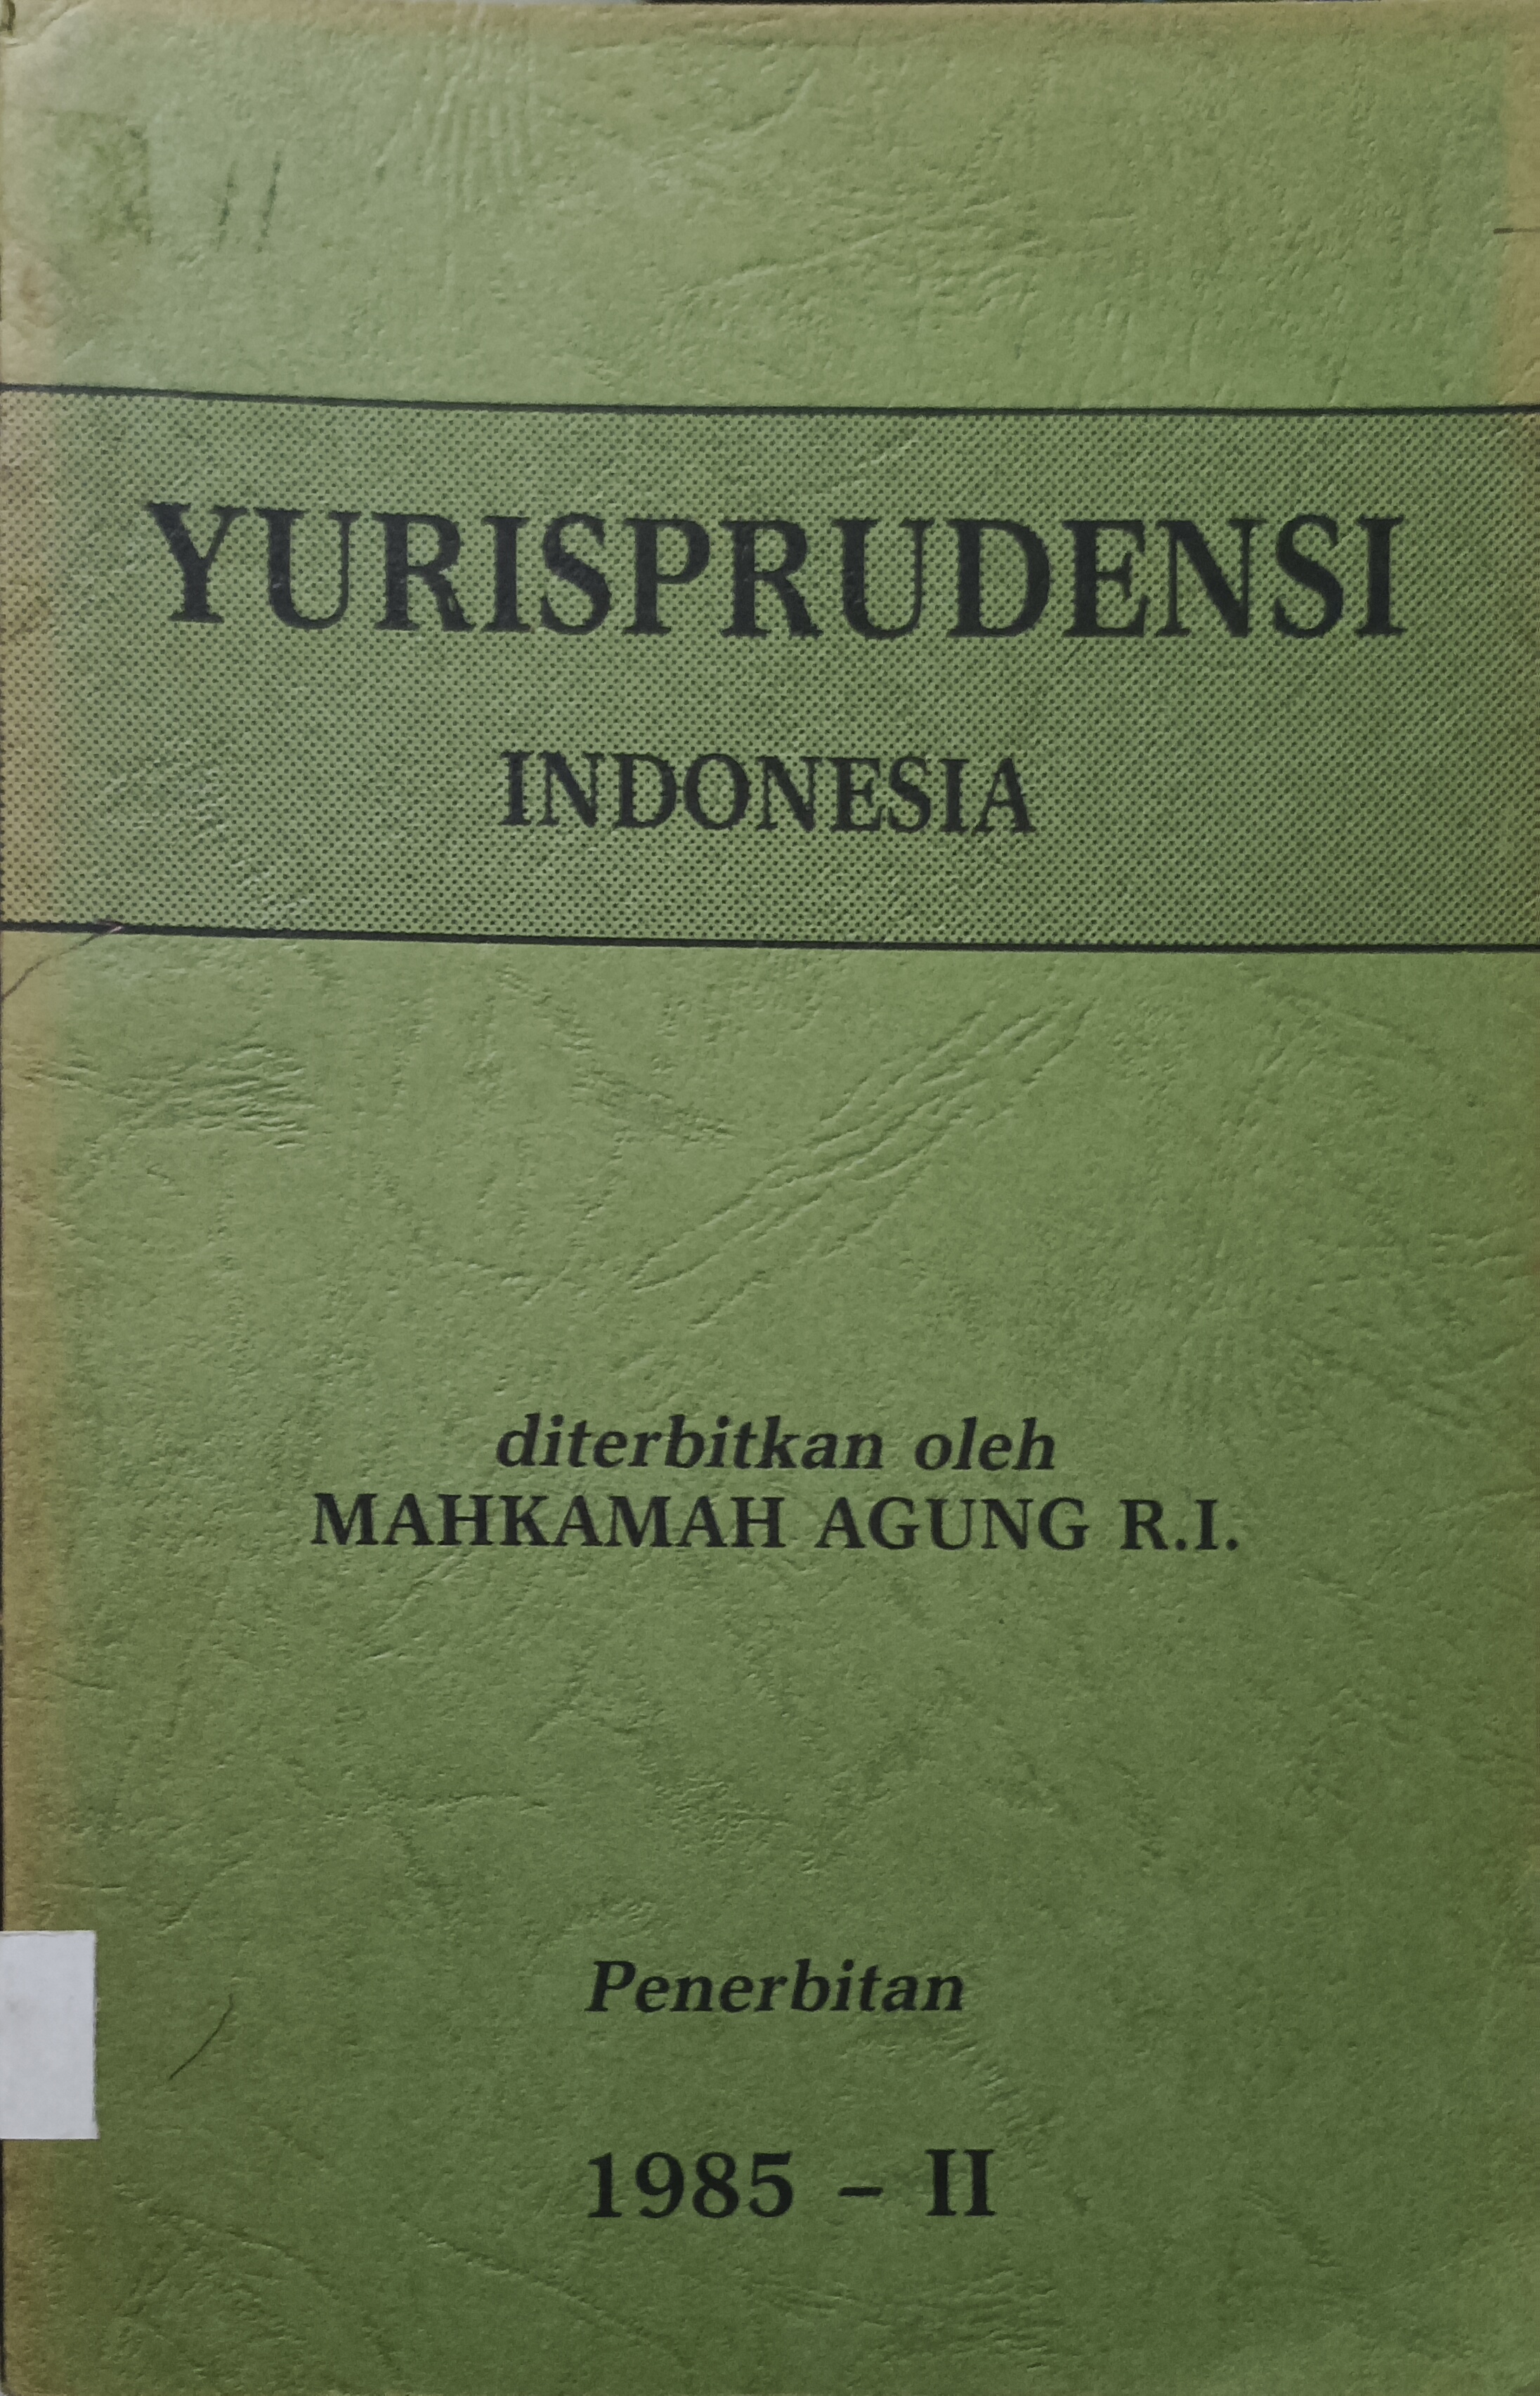 YURISPRUDENSI
INDONESIA
diterbitkan oleh
MAHKAMAH AGUNG R.I.
Penerbitan
1985 – II